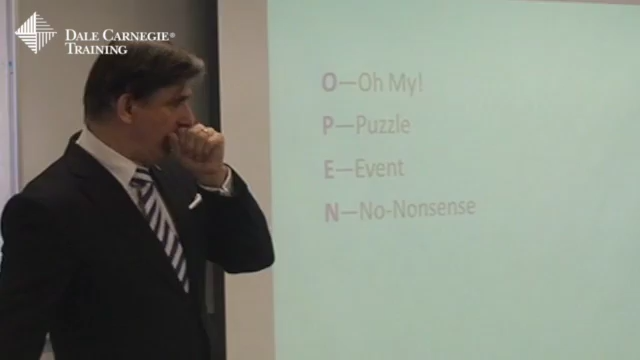 DALE CARNEGIE®
TRAINING
O—Oh My!
P—Puzzle
E—Event
N—No-Nonsense